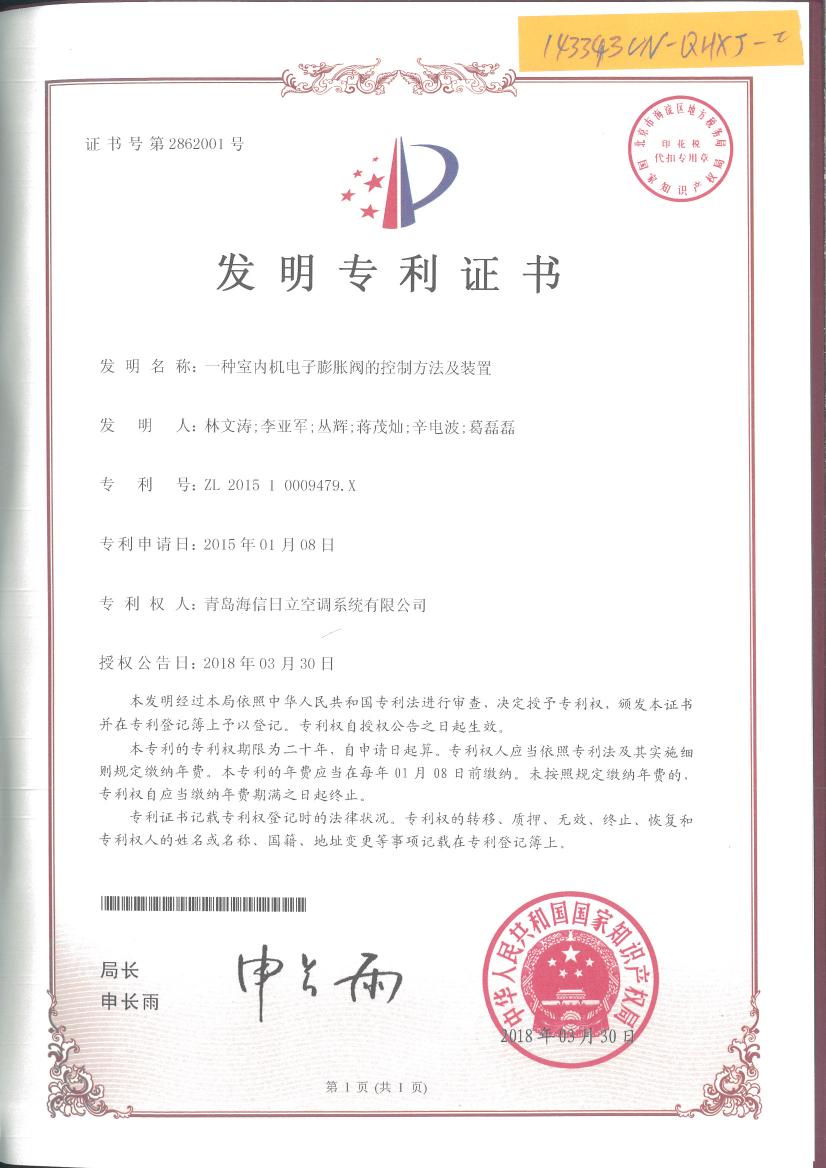 143343CN-QHXJ-z
证书号第2862001号
北京市海淀区地方税务局
印花税
代扣专用章
国家知识产权局
发明专利证书
发明名称：一种室内机电子膨胀阀的控制方法及装置
发明人：林文涛;李亚军;丛辉;蒋茂灿;辛电波;葛磊磊
专利号：ZL 2015 1 0009479.X
专利申请日：2015年01月08日
专利权人：青岛海信日立空调系统有限公司
授权公告日：2018年03月30日
本发明经过本局依照中华人民共和国专利法进行审查，决定授予专利权，颁发本证书
并在专利登记簿上予以登记。专利权自授权公告之日起生效。
本专利的专利权期限为二十年，自申请日起算。专利权人应当依照专利法及其实施细
则规定缴纳年费。本专利的年费应当在每年01月08日前缴纳。未按照规定缴纳年费的，
专利权自应当缴纳年费期满之日起终止。
专利证书记载专利权登记时的法律状况。专利权的转移、质押、无效、终止、恢复和
专利权人的姓名或名称、国籍、地址变更等事项记载在专利登记簿上。
局长
申长雨
申长雨
中华人民共和国国家知识产权局
2018年03月30日
第1页(共1页)